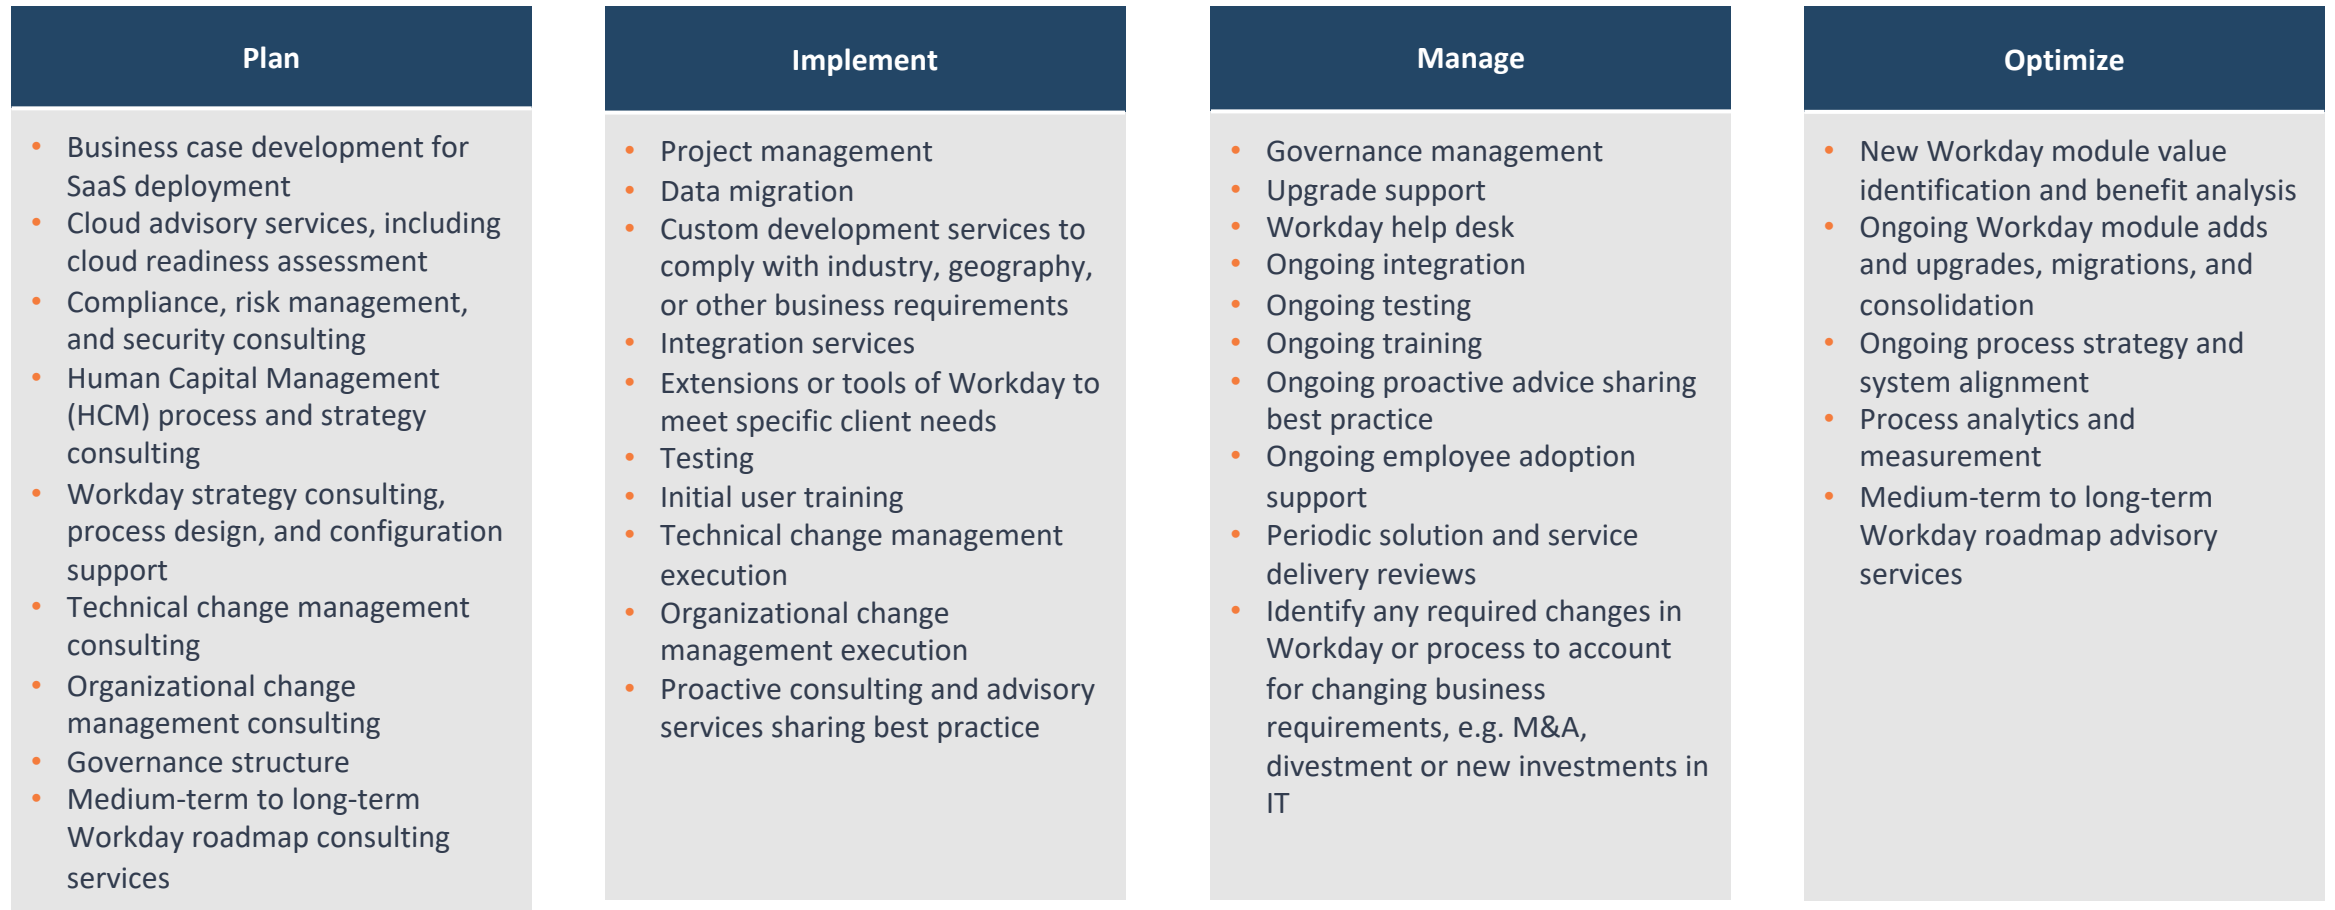 Plan
• Business case development for
SaaS deployment
• Cloud advisory services, including
cloud readiness assessment
• Compliance, risk management,
and security consulting
• Human Capital Management
(HCM) process and strategy
consulting
• Workday strategy consulting,
process design, and configuration
support
• Technical change management
consulting
• Organizational change
management consulting
• Governance structure
• Medium-term to long-term
Workday roadmap consulting
services
Implement
• Project management
• Data migration
• Custom development services to
comply with industry, geography,
or other business requirements
• Integration services
• Extensions or tools of Workday to
meet specific client needs
• Testing
• Initial user training
• Technical change management
execution
• Organizational change
management execution
• Proactive consulting and advisory
services sharing best practice
Manage
• Governance management
• Upgrade support
• Workday help desk
• Ongoing integration
• Ongoing testing
• Ongoing training
• Ongoing proactive advice sharing
best practice
• Ongoing employee adoption
support
• Periodic solution and service
delivery reviews
• Identify any required changes in
Workday or process to account
for changing business
requirements, e.g. M&A,
divestment or new investments in
IT
Optimize
• New Workday module value
identification and benefit analysis
• Ongoing Workday module adds
and upgrades, migrations, and
consolidation
• Ongoing process strategy and
system alignment
• Process analytics and
measurement
• Medium-term to long-term
Workday roadmap advisory
services